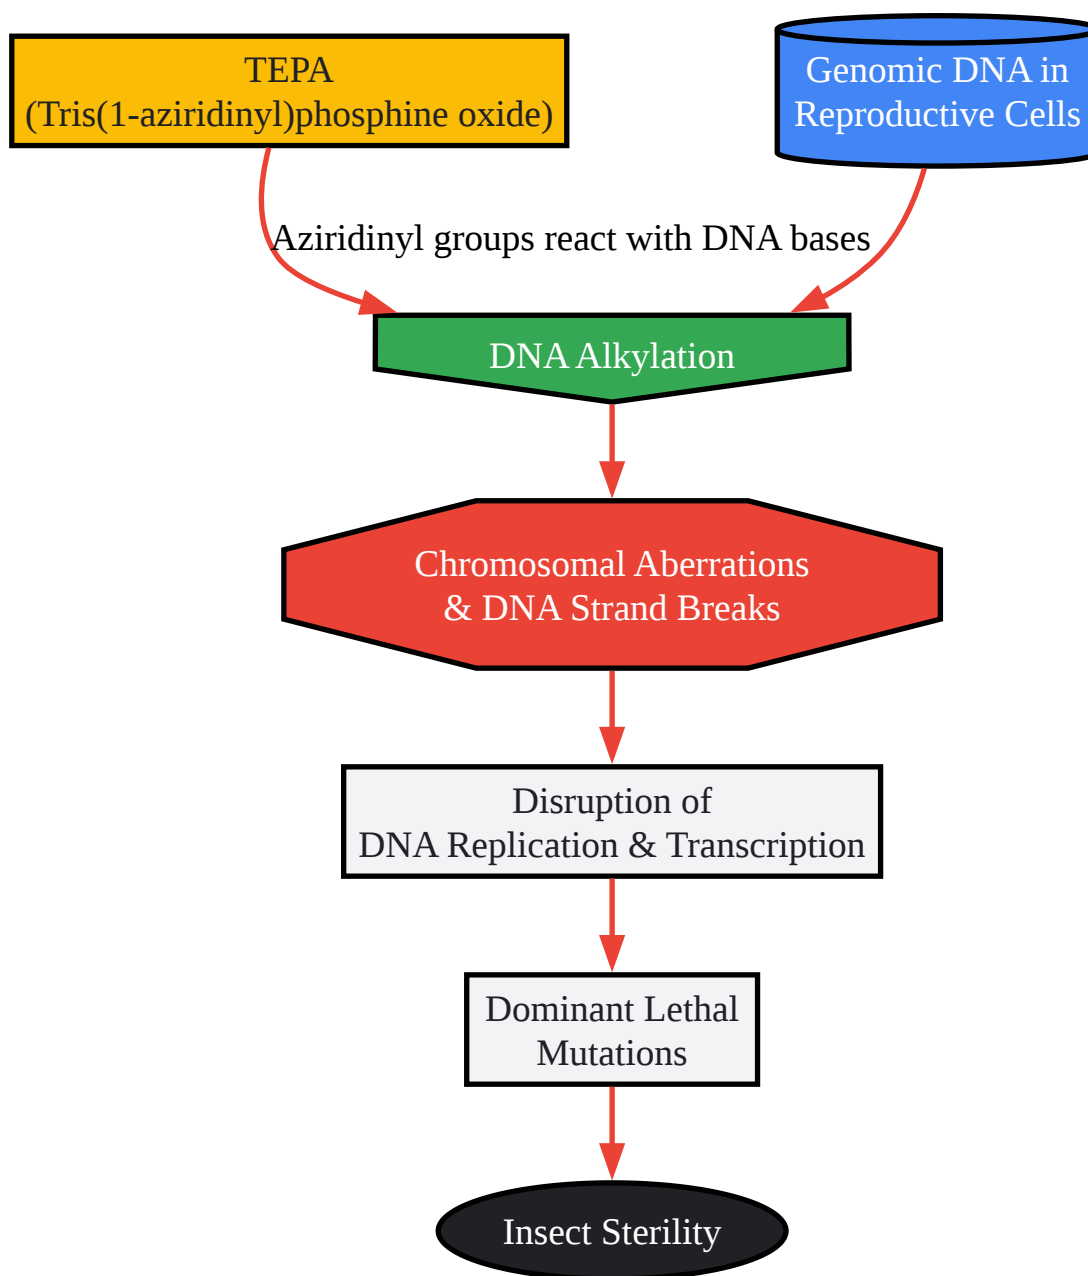 TEPA
(Tris(1-aziridinyl)phosphine oxide)
Genomic DNA in
Reproductive Cells
Aziridinyl groups react with DNA bases
DNA Alkylation
Chromosomal Aberrations
& DNA Strand Breaks
Disruption of
DNA Replication & Transcription
Dominant Lethal
Mutations
Insect Sterility